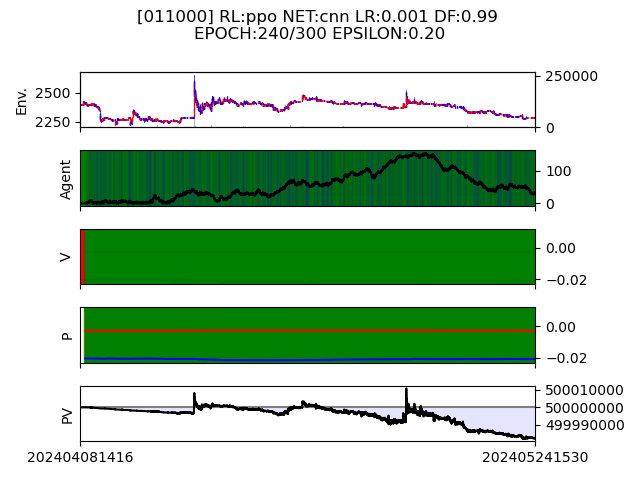 [011000] RL:ppo NET:cnn LR:0.001 DF:0.99
EPOCH:240/300 EPSILON:0.20
Env.
2500
2250
250000
0
Agent
100
0
V
0.00
−0.02
P
0.00
−0.02
PV
500010000
500000000
499990000
202404081416
202405241530